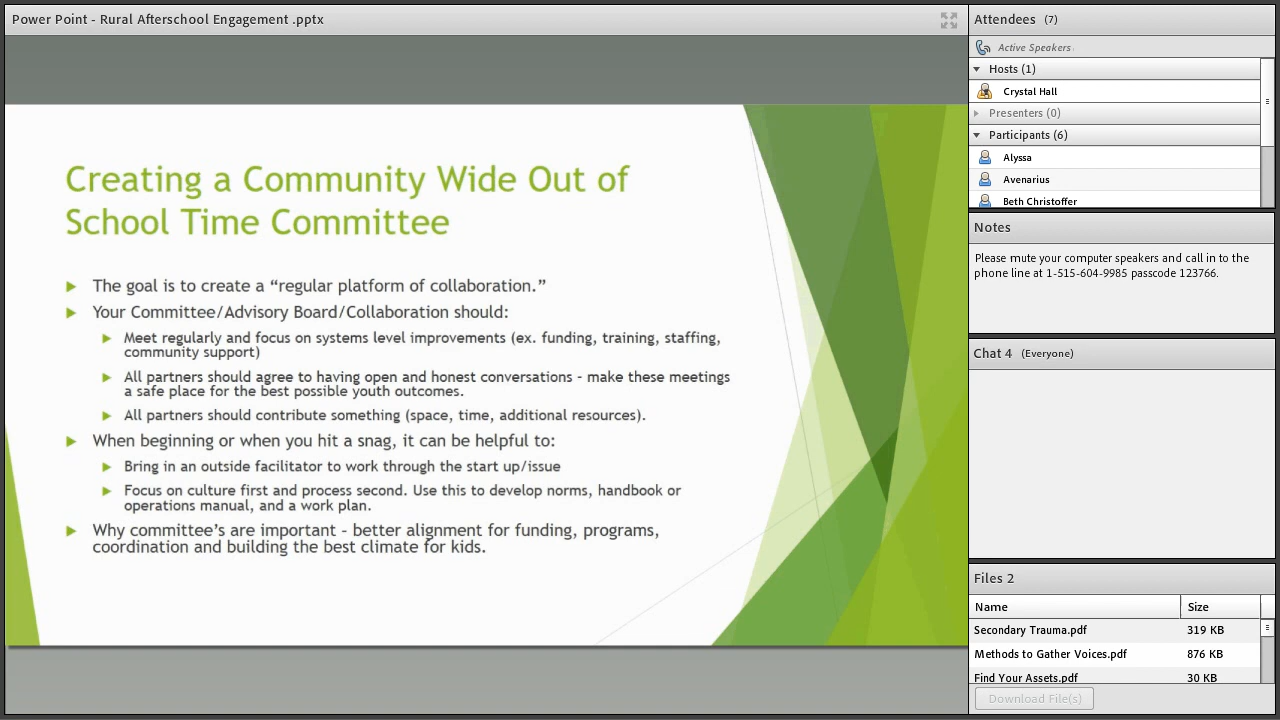 Power Point - Rural Afterschool Engagement .pptx
Creating a Community Wide Out of
School Time Committee
The goal is to create a “regular platform of collaboration.”
Your Committee/Advisory Board/Collaboration should:
Meet regularly and focus on systems level improvements (ex. funding, training, staffing,
community support)
All partners should agree to having open and honest conversations – make these meetings
a safe place for the best possible youth outcomes.
All partners should contribute something (space, time, additional resources).
When beginning or when you hit a snag, it can be helpful to:
Bring in an outside facilitator to work through the start up/issue
Focus on culture first and process second. Use this to develop norms, handbook or
operations manual, and a work plan.
Why committee’s are important – better alignment for funding, programs,
coordination and building the best climate for kids.
Attendees (7)
Active Speakers
Hosts (1)
Crystal Hall
Presenters (0)
Participants (6)
Alyssa
Avenarius
Beth Christoffer
Notes
Please mute your computer speakers and call in to the
phone line at 1-515-604-9985 passcode 123766.
Chat 4 (Everyone)
Files 2
Name Size
Secondary Trauma.pdf 319 KB
Methods to Gather Voices.pdf 876 KB
Find Your Assets.pdf 30 KB
Download File(s)